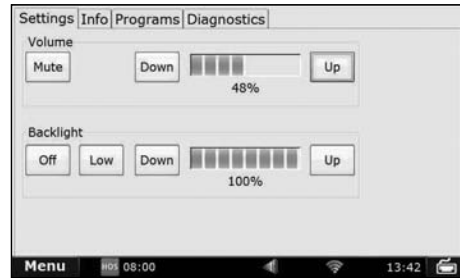 Settings Info Programs Diagnostics
Volume
Mute Down Up
48%
Backlight
Off Low Down Up
100%
Menu HOS 08:00 13:42